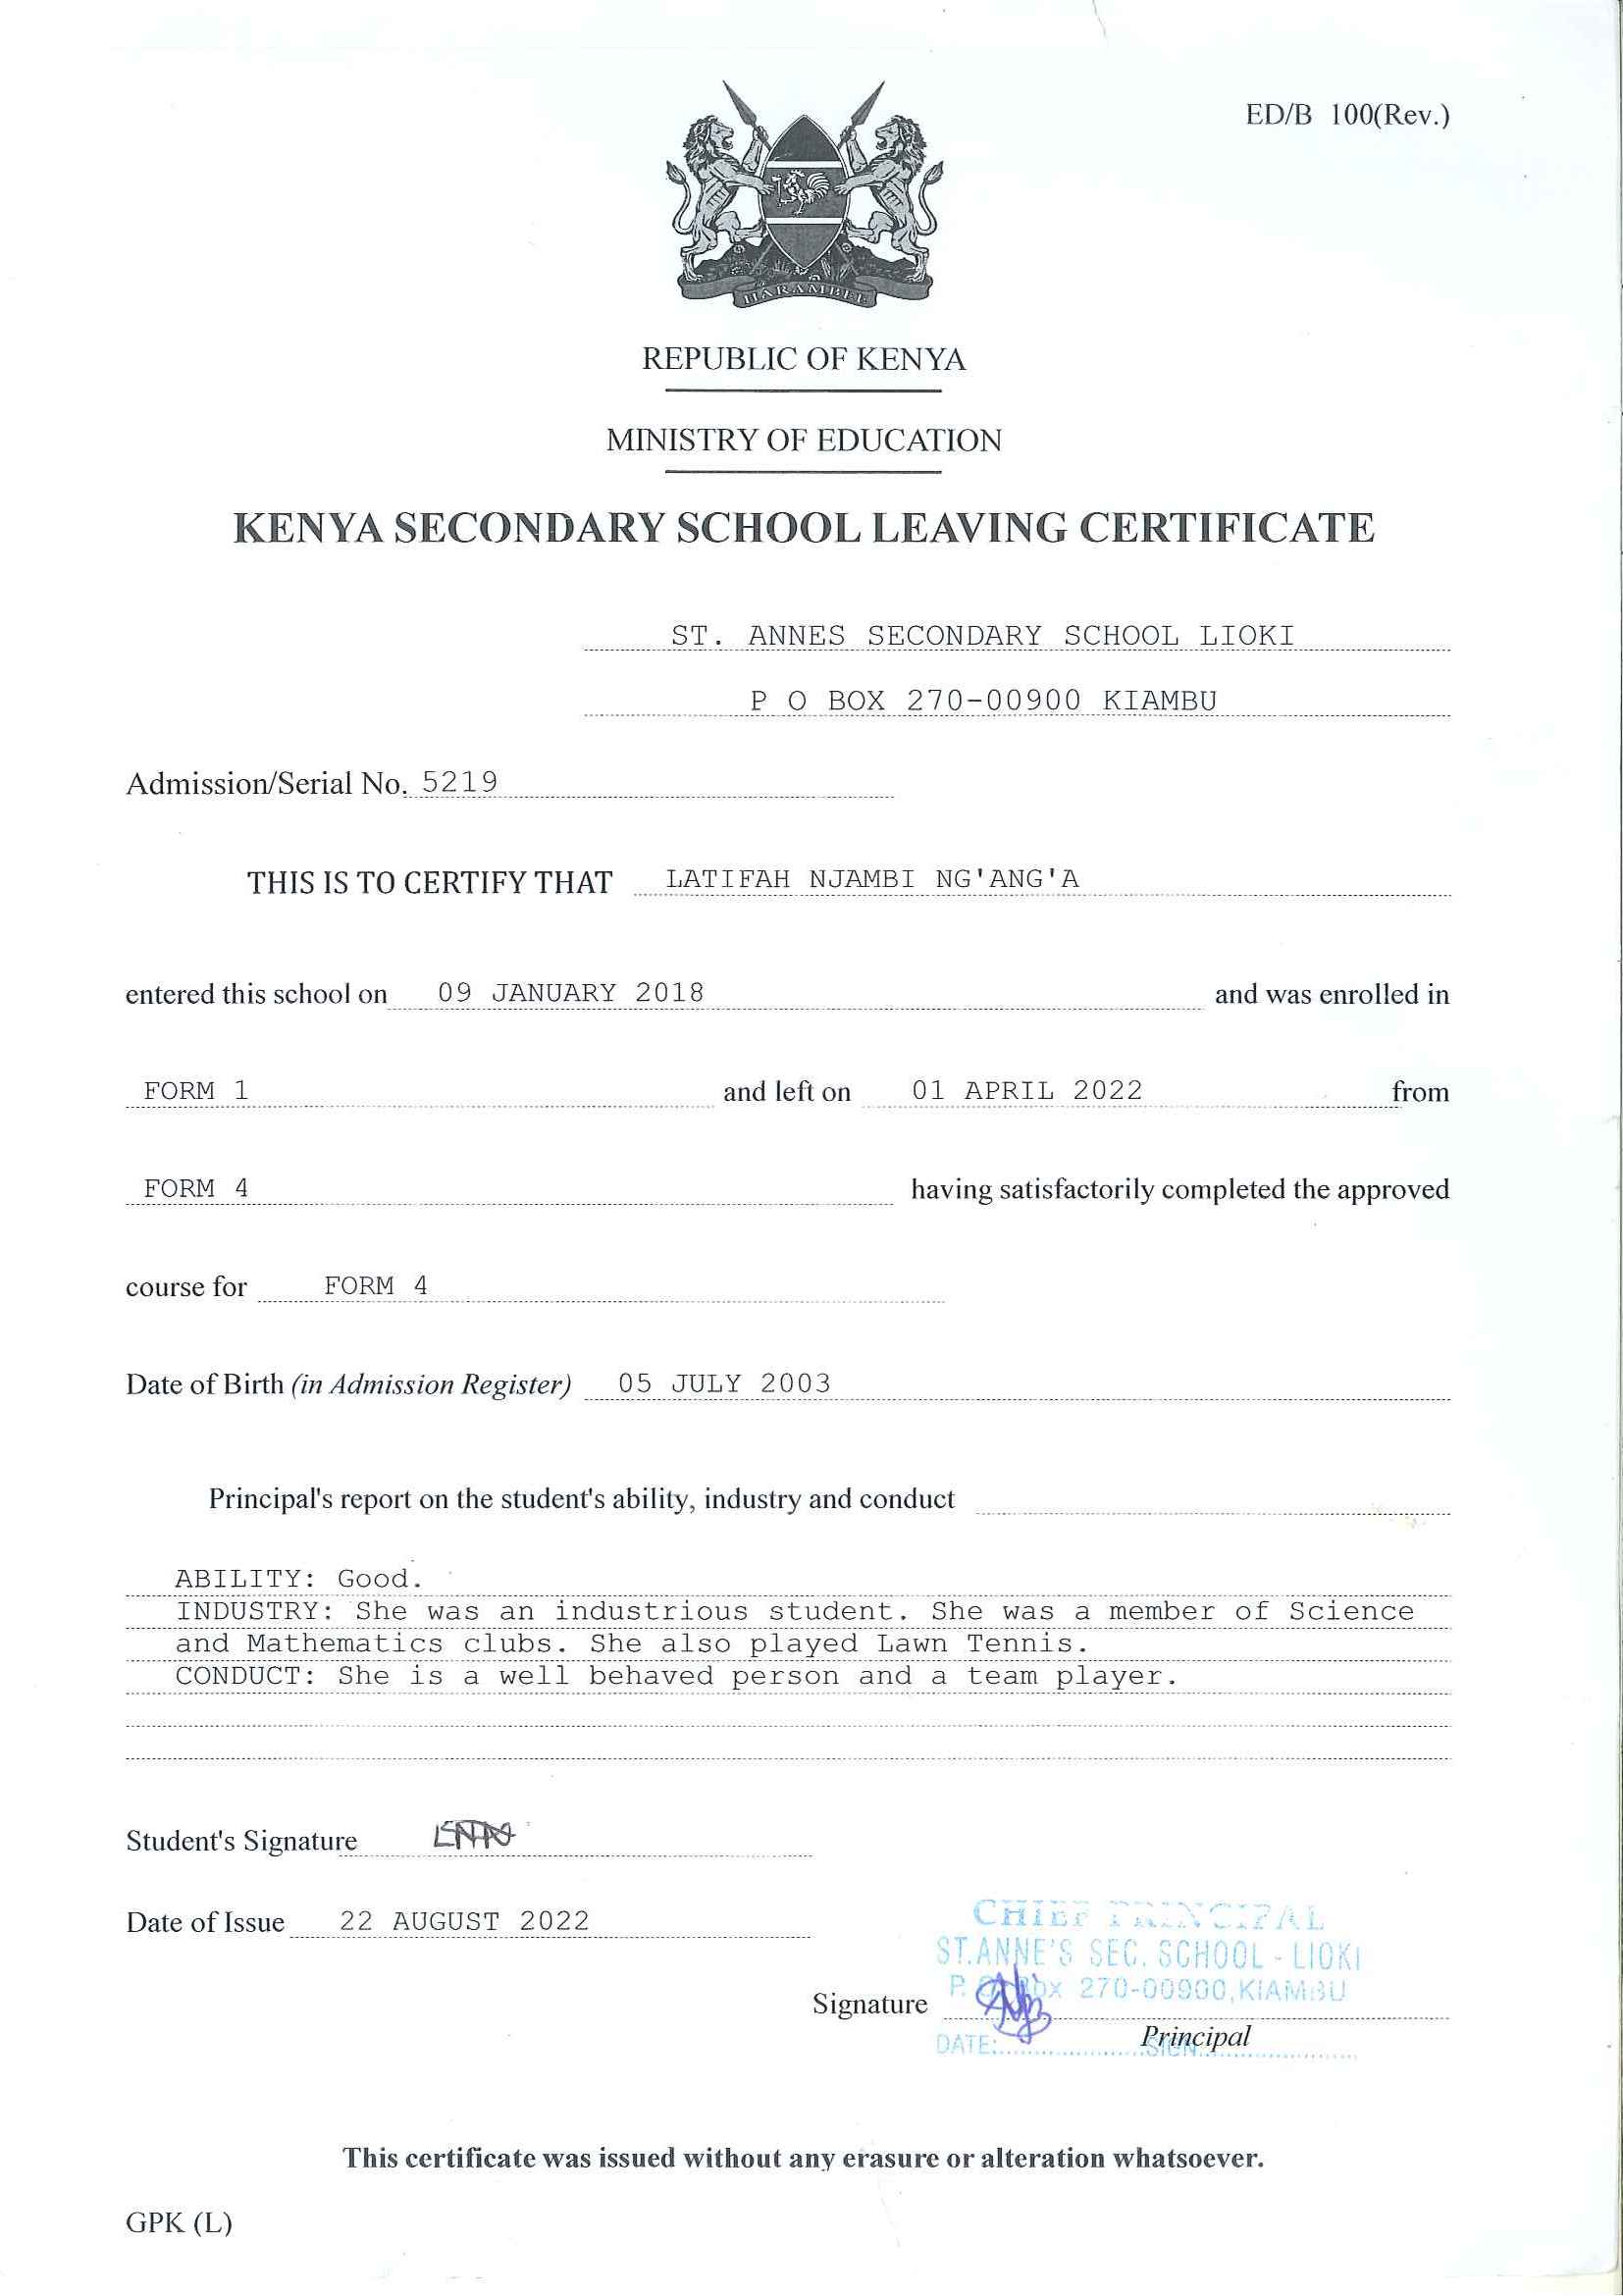 ED/B 100(Rev.)
HARAMBEE
REPUBLIC OF KENYA
MINISTRY OF EDUCATION
KENYA SECONDARY SCHOOL LEAVING CERTIFICATE
ST. ANNES SECONDARY SCHOOL LIOKI
P O BOX 270-00900 KIAMBU
Admission/Serial No. 5219
THIS IS TO CERTIFY THAT LATIFAH NJAMBI NG'ANG'A
entered this school on 09 JANUARY 2018 and was enrolled in
FORM 1 and left on 01 APRIL 2022 from
FORM 4 having satisfactorily completed the approved
course for FORM 4
Date of Birth (in Admission Register) 05 JULY 2003
Principal's report on the student's ability, industry and conduct
ABILITY: Good.
INDUSTRY: She was an industrious student. She was a member of Science
and Mathematics clubs. She also played Lawn Tennis.
CONDUCT: She is a well behaved person and a team player.
Student's Signature
Date of Issue 22 AUGUST 2022
CHIEF PRINCIPAL
ST.ANNE'S SEC. SCHOOL - LIOKI
P. O. Box 270-00900, KIAMBU
Signature
DATE: SIGN
Principal
This certificate was issued without any erasure or alteration whatsoever.
GPK (L)